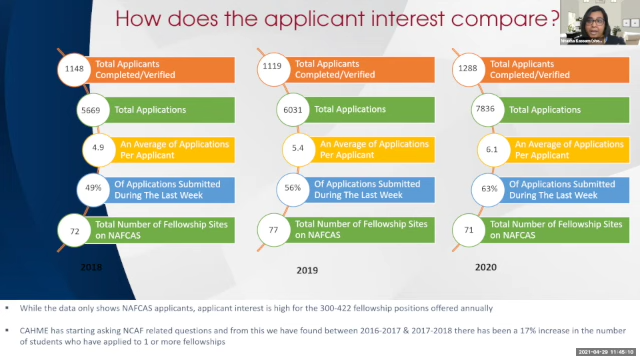 How does the applicant interest compare?
1148
Total Applicants
Completed/Verified
5669
Total Applications
4.9
An Average of Applications
Per Applicant
49%
Of Applications Submitted
During The Last Week
72
Total Number of Fellowship Sites
on NAFCAS
2018
1119
Total Applicants
Completed/Verified
6031
Total Applications
5.4
An Average of Applications
Per Applicant
56%
Of Applications Submitted
During The Last Week
77
Total Number of Fellowship Sites
on NAFCAS
2019
1288
Total Applicants
Completed/Verified
7836
Total Applications
6.1
An Average of Applications
Per Applicant
63%
Of Applications Submitted
During The Last Week
71
Total Number of Fellowship Sites
on NAFCAS
2020
While the data only shows NAFCAS applicants, applicant interest is high for the 300-422 fellowship positions offered annually
CAHME has starting asking NCAF related questions and from this we have found between 2016-2017 & 2017-2018 there has been a 17% increase in the number
of students who have applied to 1 or more fellowships